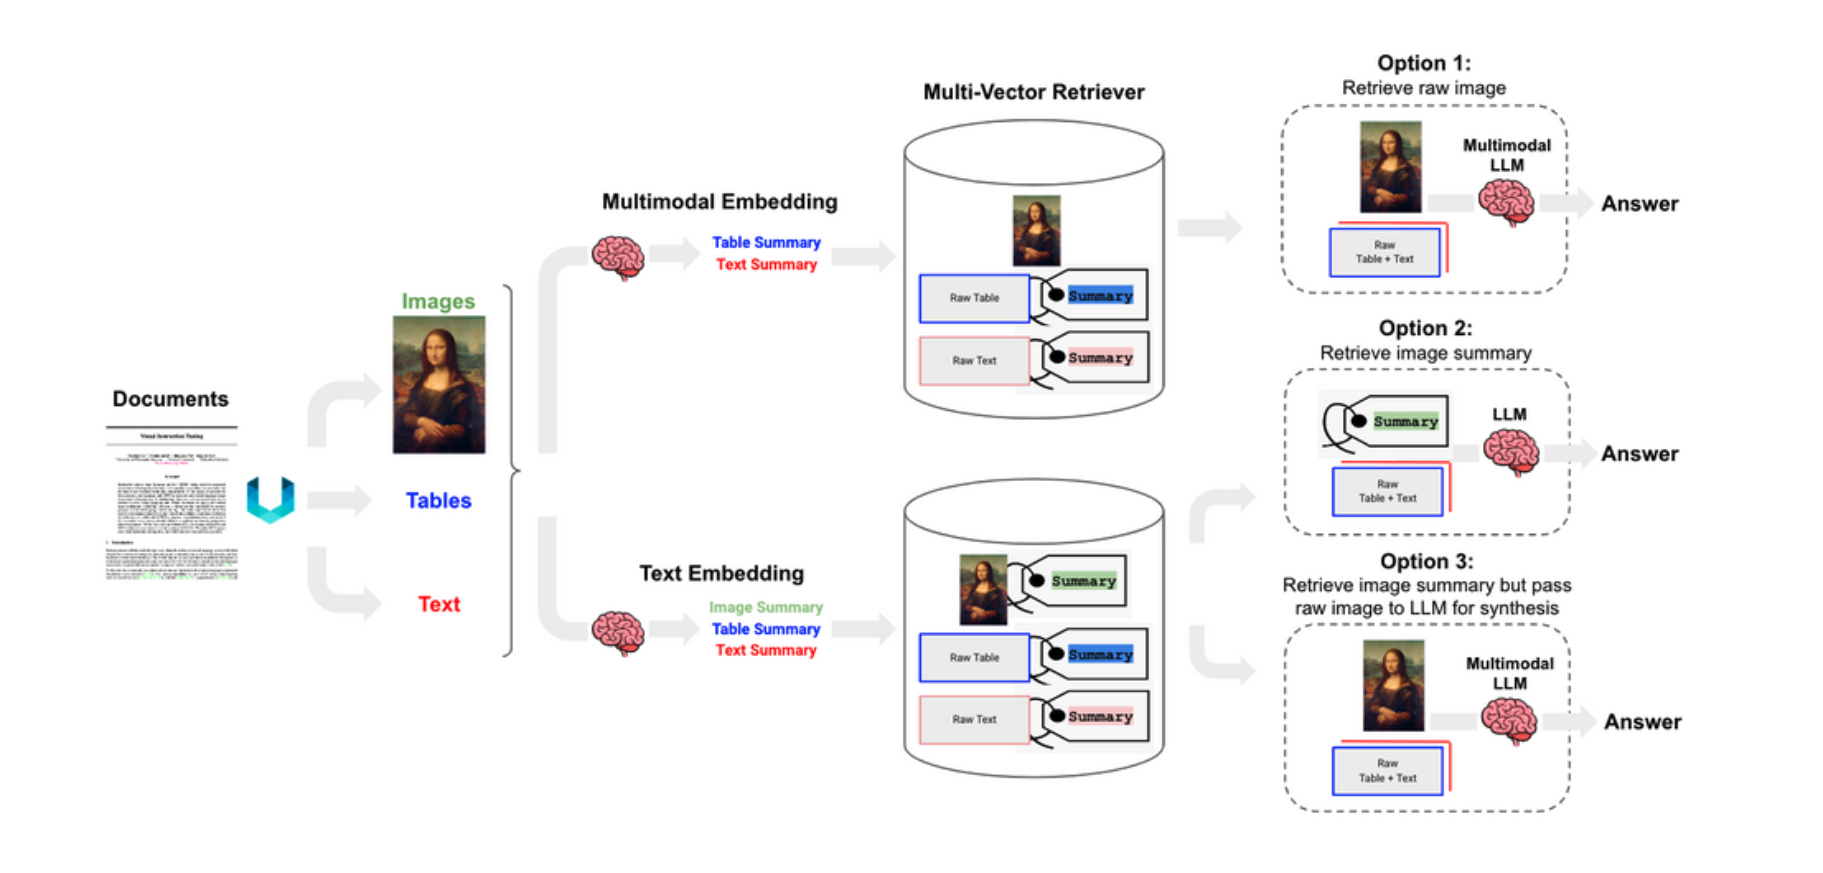 Documents
Visual Instruction Tuning
Images
Tables
Text
Multimodal Embedding
Table Summary
Text Summary
Text Embedding
Image Summary
Table Summary
Text Summary
Multi-Vector Retriever
Raw Table
Summary
Raw Text
Summary
Summary
Raw Table
Summary
Raw Text
Summary
Option 1:
Retrieve raw image
Multimodal
LLM
Raw
Table + Text
Answer
Option 2:
Retrieve image summary
Summary
LLM
Raw
Table + Text
Answer
Option 3:
Retrieve image summary but pass
raw image to LLM for synthesis
Multimodal
LLM
Raw
Table + Text
Answer